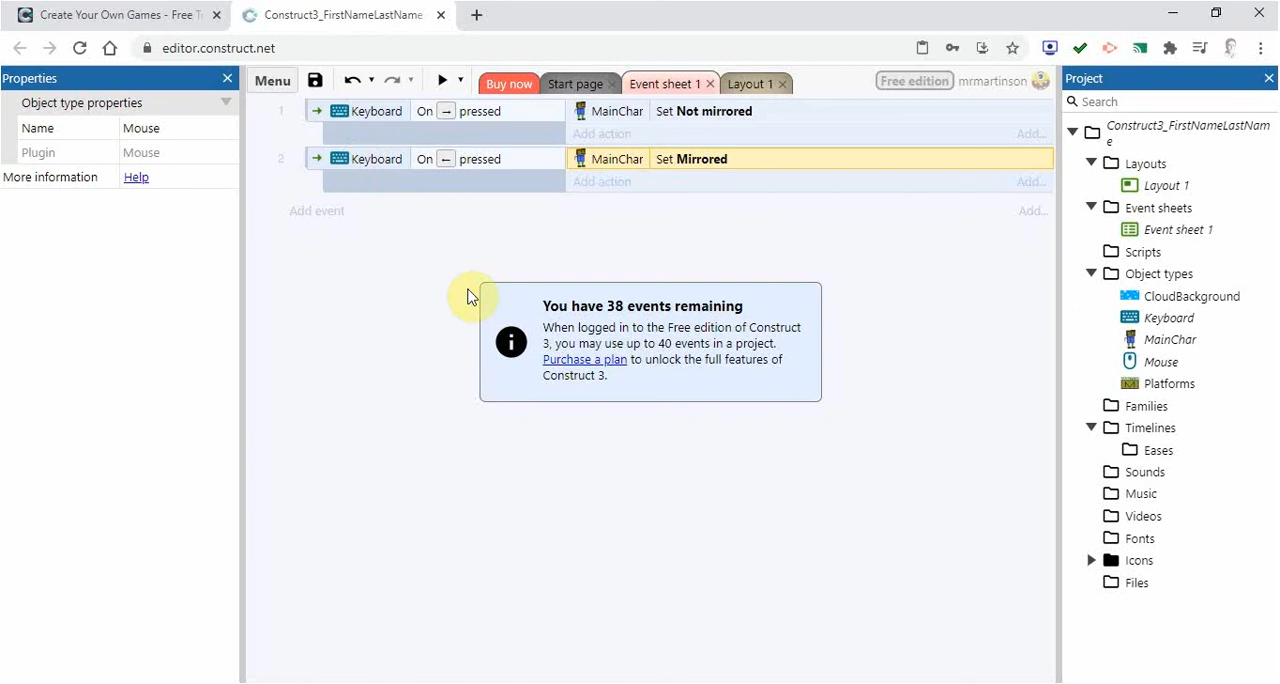 Create Your Own Games - Free T
Construct3_FirstNameLastName
editor.construct.net
Properties
Object type properties
Name Mouse
Plugin Mouse
More information Help
Menu
Buy now
Start page
Event sheet 1
Layout 1
Free edition
mrmartinson
1 Keyboard On → pressed MainChar Set Not mirrored
Add action Add...
2 Keyboard On ← pressed MainChar Set Mirrored
Add action Add...
Add event Add...
You have 38 events remaining
When logged in to the Free edition of Construct
3, you may use up to 40 events in a project.
Purchase a plan to unlock the full features of
Construct 3.
Project
Search
Construct3_FirstNameLastNam
e
Layouts
Layout 1
Event sheets
Event sheet 1
Scripts
Object types
CloudBackground
Keyboard
MainChar
Mouse
Platforms
Families
Timelines
Eases
Sounds
Music
Videos
Fonts
Icons
Files